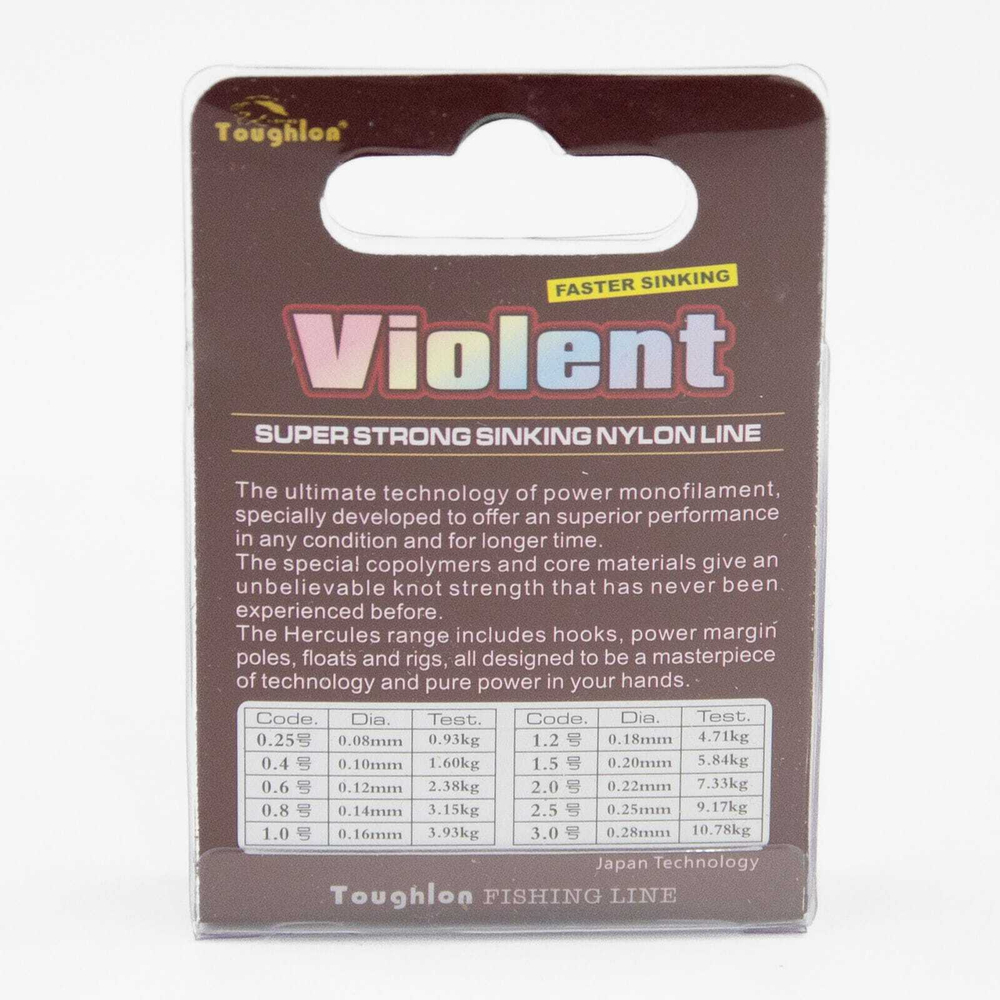 Toughlon®
FASTER SINKING
Violent
SUPER STRONG SINKING NYLON LINE
The ultimate technology of power monofilament,
specially developed to offer an superior performance
in any condition and for longer time.
The special copolymers and core materials give an
unbelievable knot strength that has never been
experienced before.
The Hercules range includes hooks, power margin
poles, floats and rigs, all designed to be a masterpiece
of technology and pure power in your hands.
Code. Dia. Test. Code. Dia. Test.
0.25号 0.08mm 0.93kg 1.2号 0.18mm 4.71kg
0.4号 0.10mm 1.60kg 1.5号 0.20mm 5.84kg
0.6号 0.12mm 2.38kg 2.0号 0.22mm 7.33kg
0.8号 0.14mm 3.15kg 2.5号 0.25mm 9.17kg
1.0号 0.16mm 3.93kg 3.0号 0.28mm 10.78kg
Japan Technology
Toughlon FISHING LINE